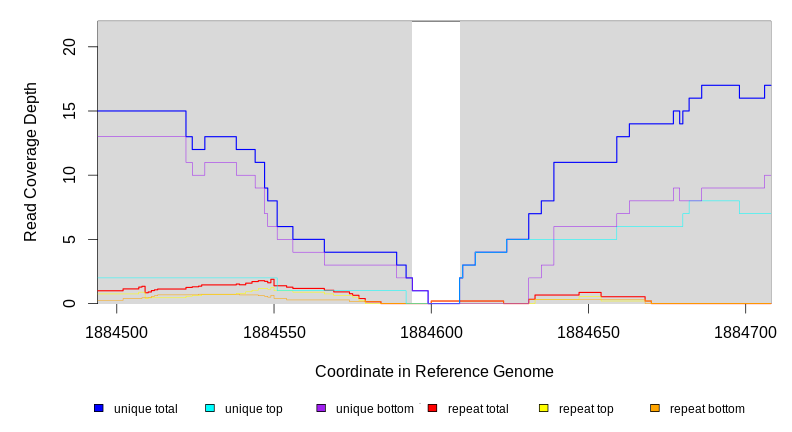 20
15
10
5
0
Read Coverage Depth
1884500 1884550 1884600 1884650 1884700
Coordinate in Reference Genome
unique total unique top unique bottom repeat total repeat top repeat bottom